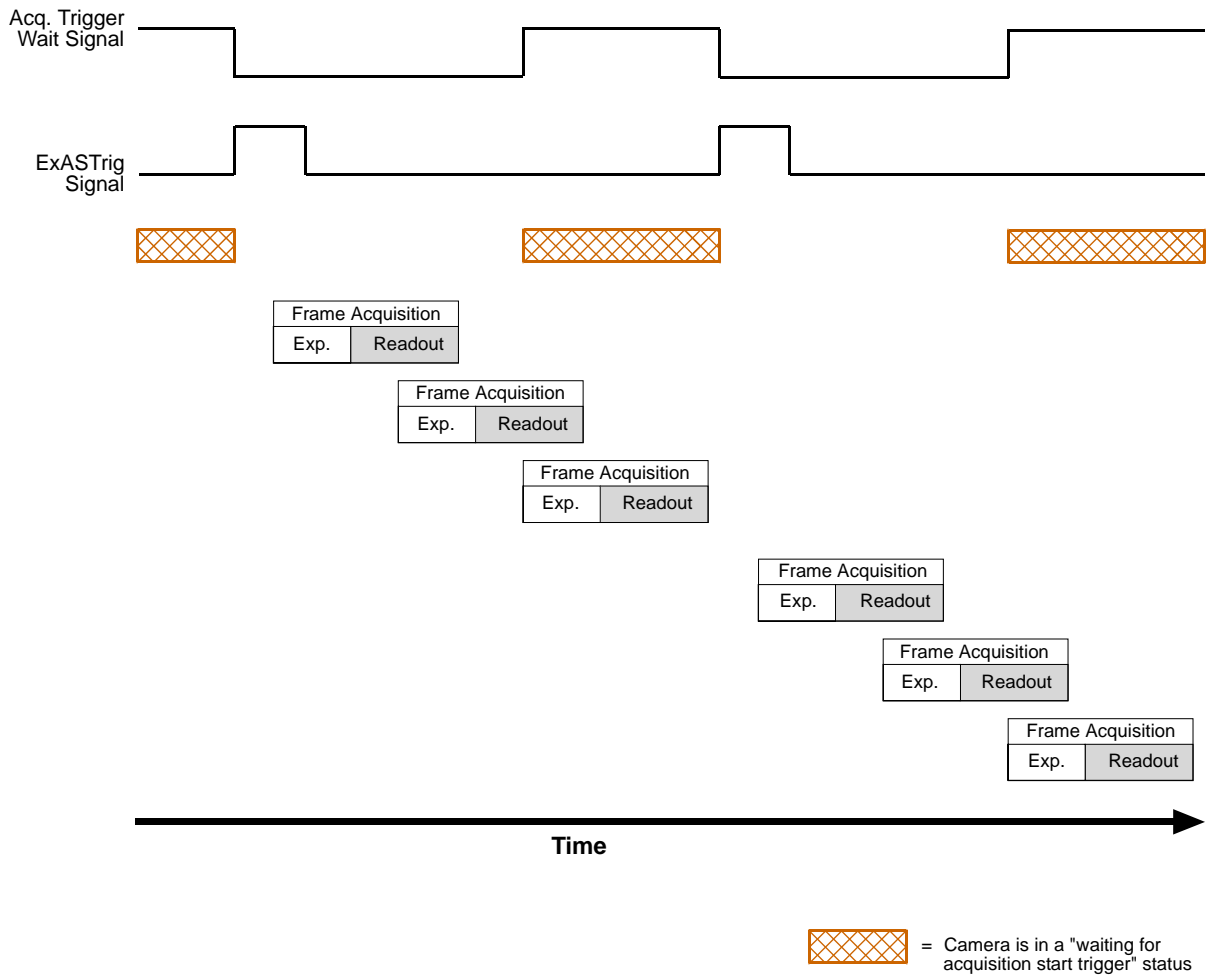 Acq. Trigger
Wait Signal
ExASTrig
Signal
Frame Acquisition
Exp. Readout
Frame Acquisition
Exp. Readout
Frame Acquisition
Exp. Readout
Frame Acquisition
Exp. Readout
Frame Acquisition
Exp. Readout
Frame Acquisition
Exp. Readout
Time
= Camera is in a "waiting for
acquisition start trigger" status